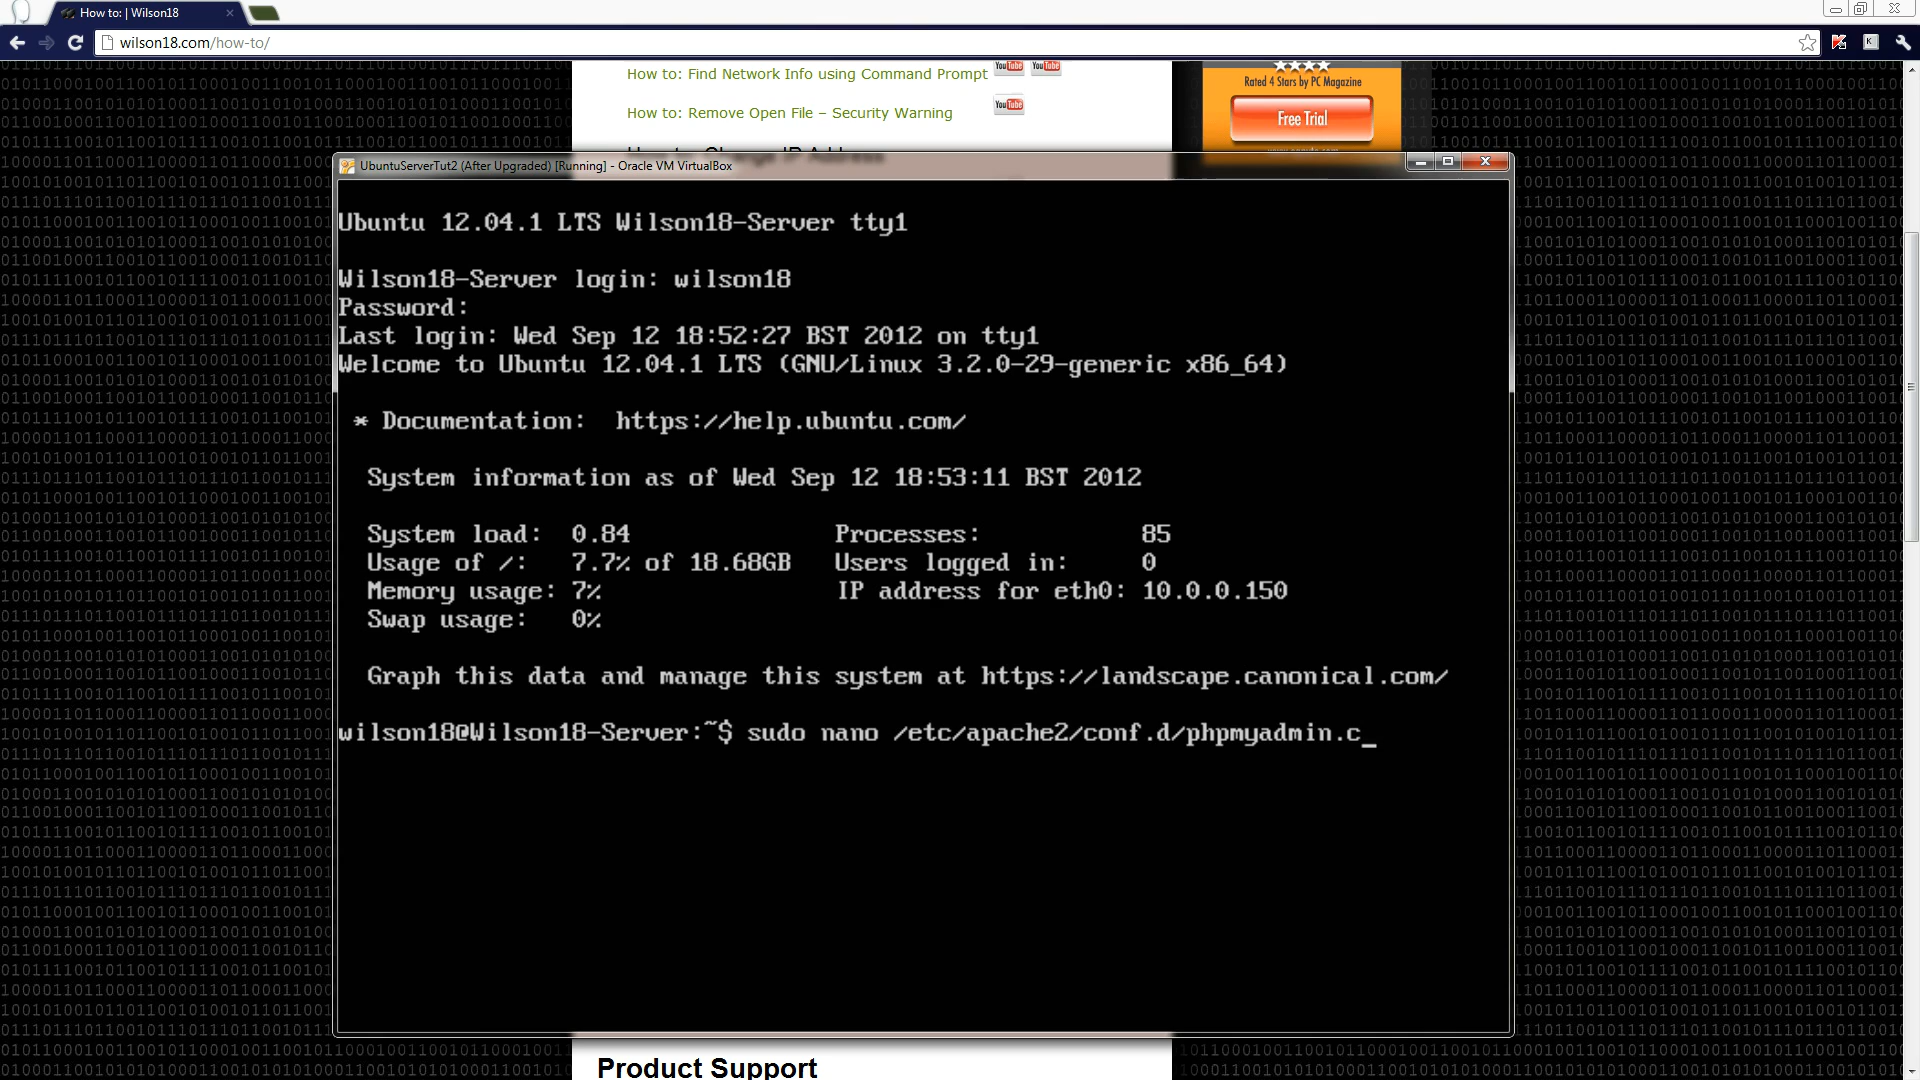 How to: | Wilson18
wilson18.com/how-to/
How to: Find Network Info using Command Prompt
YouTube YouTube
How to: Remove Open File – Security Warning
YouTube
Rated 4 Stars by PC Magazine
Free Trial
UbuntuServerTut2 (After Upgraded) [Running] - Oracle VM VirtualBox
Ubuntu 12.04.1 LTS Wilson18-Server tty1
Wilson18-Server login: wilson18
Password:
Last login: Wed Sep 12 18:52:27 BST 2012 on tty1
Welcome to Ubuntu 12.04.1 LTS (GNU/Linux 3.2.0-29-generic x86_64)
* Documentation:  https://help.ubuntu.com/
System information as of Wed Sep 12 18:53:11 BST 2012
System load:  0.84  Processes:  85
Usage of /:  7.7% of 18.68GB  Users logged in:  0
Memory usage: 7%  IP address for eth0: 10.0.0.150
Swap usage:  0%
Graph this data and manage this system at https://landscape.canonical.com/
wilson18@Wilson18-Server:~$ sudo nano /etc/apache2/conf.d/phpmyadmin.c_
Product Support